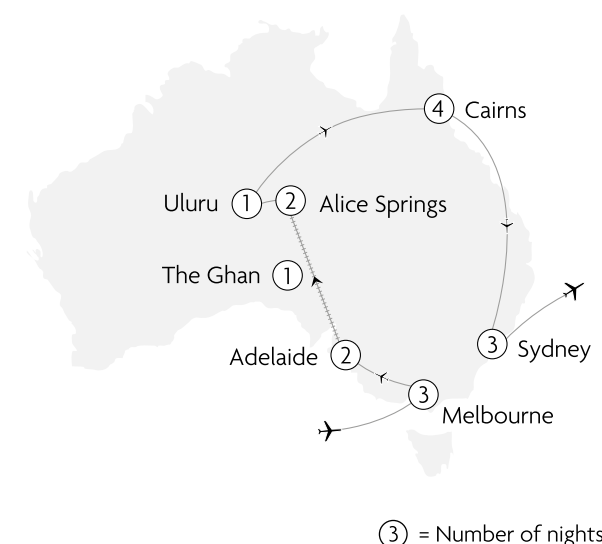 4 Cairns
Uluru 1 2 Alice Springs
The Ghan 1
3 Sydney
Adelaide 2
3 Melbourne
3 = Number of nights